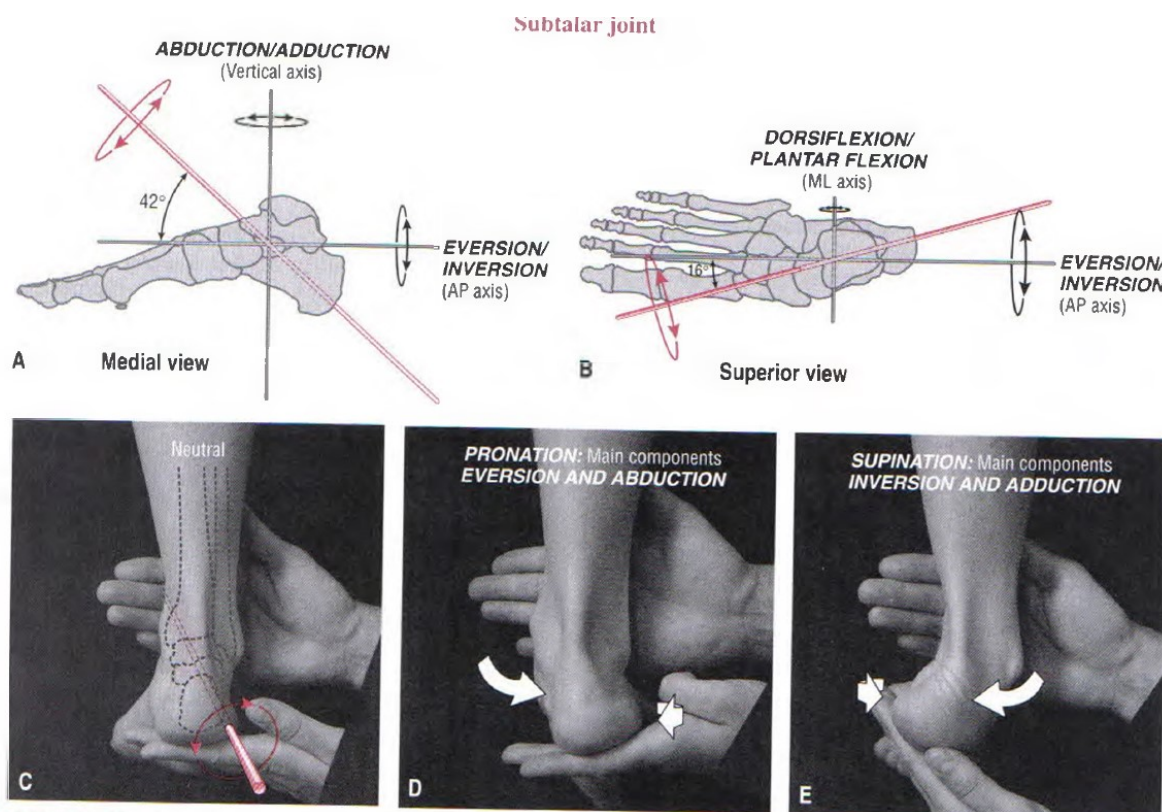 Subtalar joint
ABDUCTION/ADDUCTION
(Vertical axis)
42°
EVERSION/
INVERSION
(AP axis)
A
Medial view
DORSIFLEXION/
PLANTAR FLEXION
(ML axis)
16°
EVERSION/
INVERSION
(AP axis)
B
Superior view
Neutral
C
PRONATION: Main components
EVERSION AND ABDUCTION
D
SUPINATION: Main components
INVERSION AND ADDUCTION
E